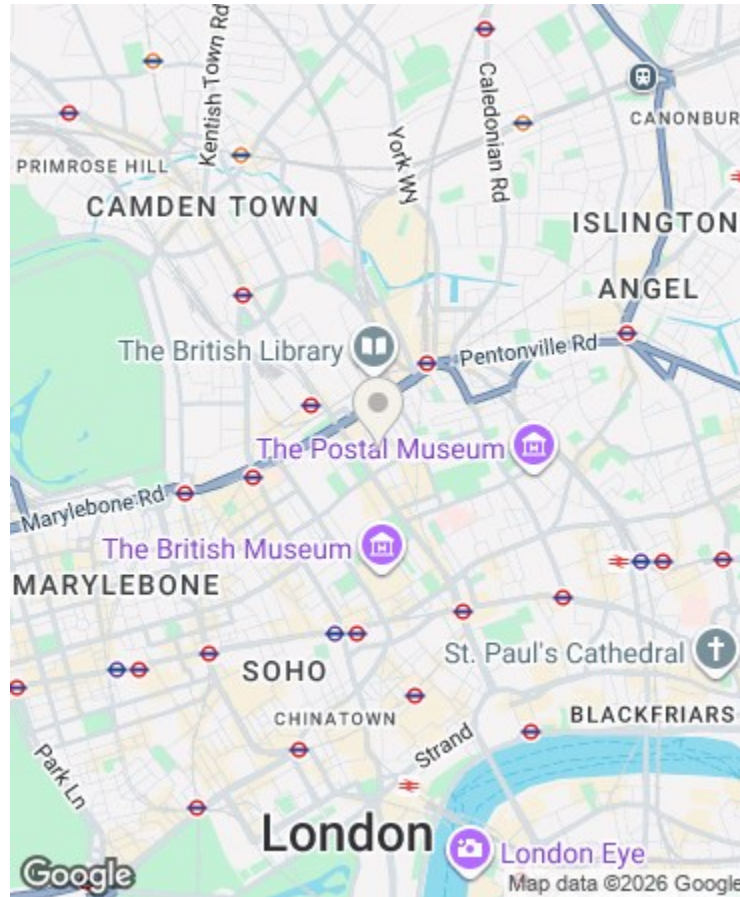 Kentish Town Rd
Caledonian Rd
York Wy
CANONBUR
PRIMROSE HILL
CAMDEN TOWN
ISLINGTON
ANGEL
The British Library
Pentonville Rd
The Postal Museum
Marylebone Rd
The British Museum
MARYLEBONE
SOHO
St. Paul's Cathedral
CHINATOWN
BLACKFRIARS
Strand
Park Ln
London
London Eye
Google
Map data ©2026 Google